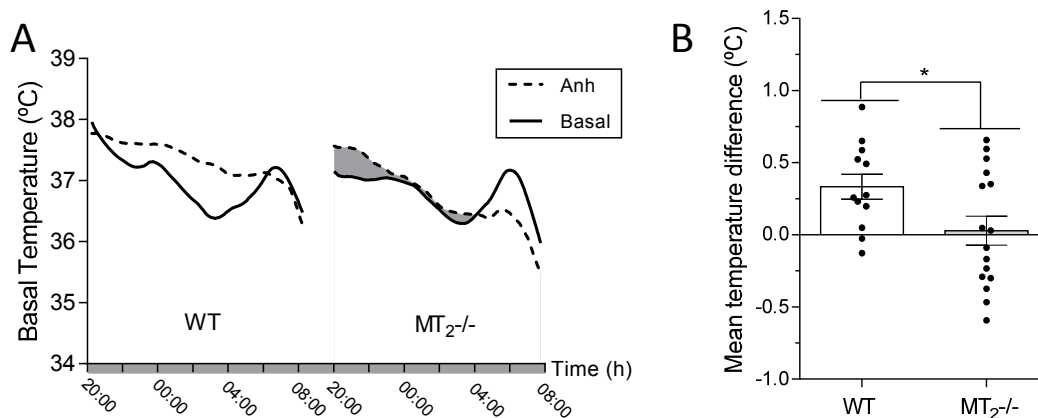 A
Basal Temperature (ºC)
39
38
37
36
35
34
Anh
Basal
WT
MT2-/-
20:00
00:00
04:00
08:00
20:00
00:00
04:00
08:00
Time (h)
B
Mean temperature difference (ºC)
1.5
1.0
0.5
0.0
-0.5
-1.0
*
WT
MT2-/-